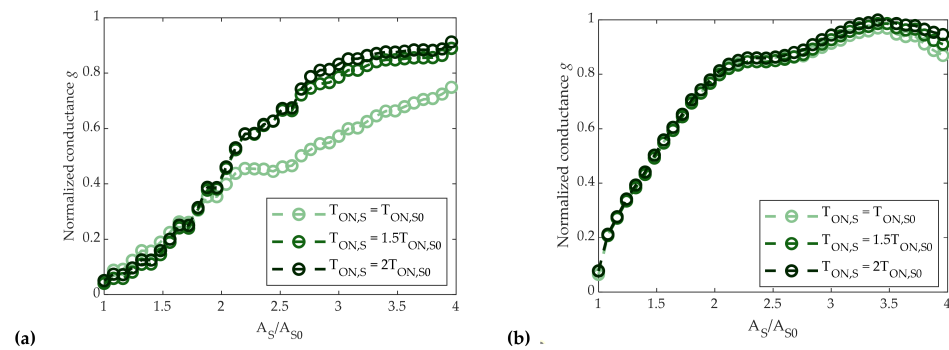 1
0.8
0.6
0.4
0.2
0
Normalized conductance g
1 1.5 2 2.5 3 3.5 4
A_S/A_S0
T_ON,S = T_ON,S0
T_ON,S = 1.5T_ON,S0
T_ON,S = 2T_ON,S0
(a)
1
0.8
0.6
0.4
0.2
0
Normalized conductance g
1 1.5 2 2.5 3 3.5 4
A_S/A_S0
T_ON,S = T_ON,S0
T_ON,S = 1.5T_ON,S0
T_ON,S = 2T_ON,S0
(b)